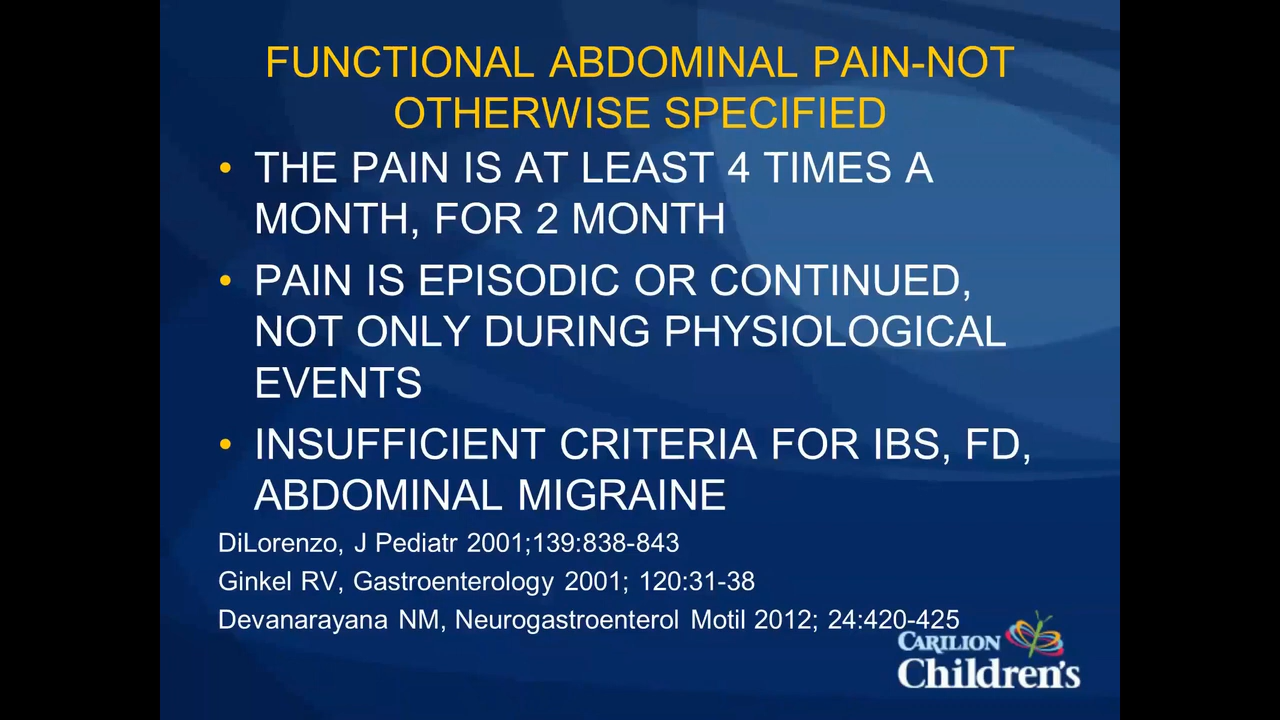 FUNCTIONAL ABDOMINAL PAIN-NOT
OTHERWISE SPECIFIED
• THE PAIN IS AT LEAST 4 TIMES A
MONTH, FOR 2 MONTH
• PAIN IS EPISODIC OR CONTINUED,
NOT ONLY DURING PHYSIOLOGICAL
EVENTS
• INSUFFICIENT CRITERIA FOR IBS, FD,
ABDOMINAL MIGRAINE
DiLorenzo, J Pediatr 2001;139:838-843
Ginkel RV, Gastroenterology 2001; 120:31-38
Devanarayana NM, Neurogastroenterol Motil 2012; 24:420-425
CARILION
Children's